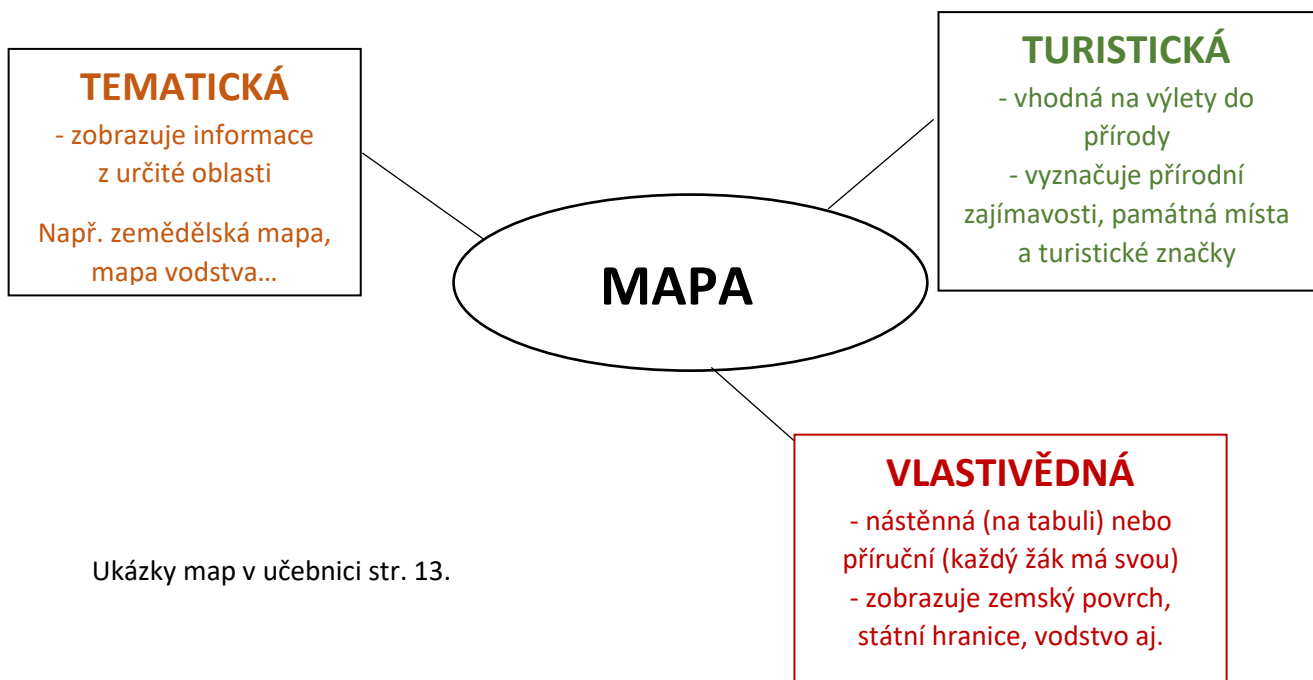 TEMATICKÁ
- zobrazuje informace
z určité oblasti
Např. zemědělská mapa,
mapa vodstva…
TURISTICKÁ
- vhodná na výlety do
přírody
- vyznačuje přírodní
zajímavosti, památná místa
a turistické značky
MAPA
VLASTIVĚDNÁ
- nástěnná (na tabuli) nebo
příruční (každý žák má svou)
- zobrazuje zemský povrch,
státní hranice, vodstvo aj.
Ukázky map v učebnici str. 13.